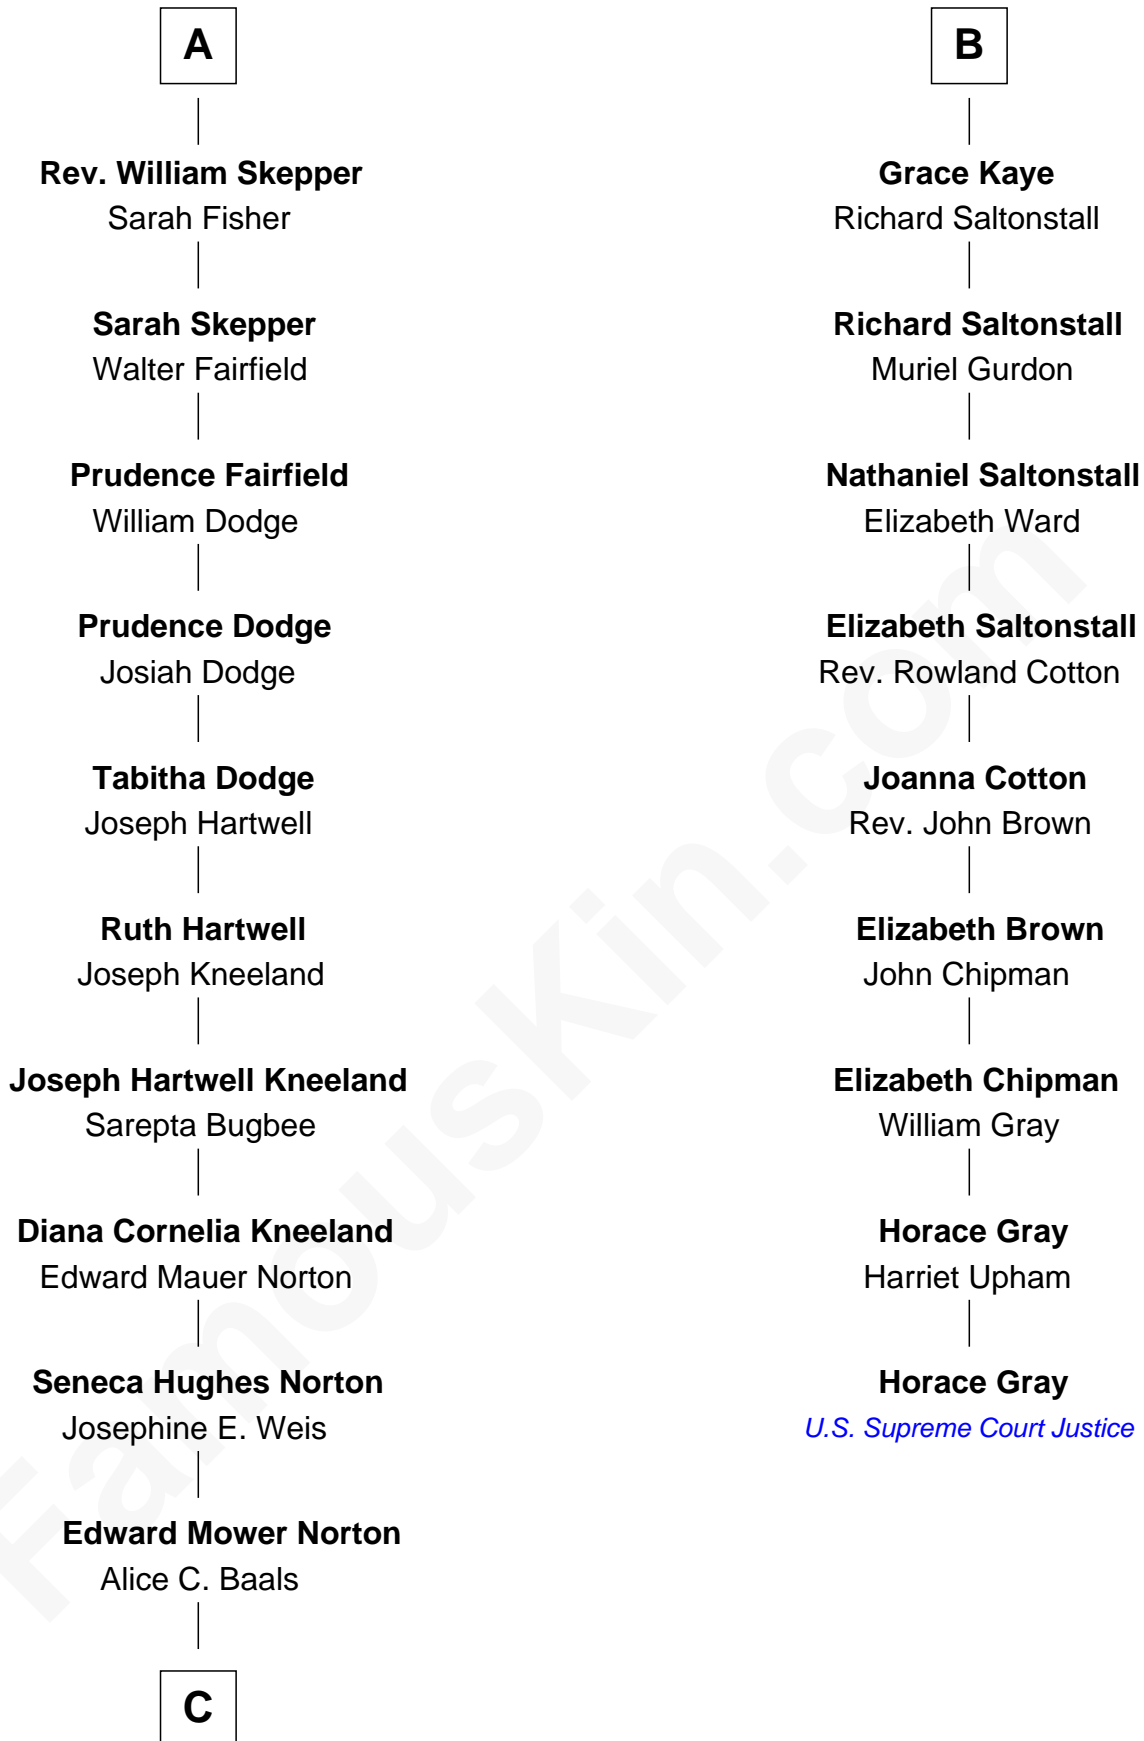 A
Rev. William Skepper
Sarah Fisher
Sarah Skepper
Walter Fairfield
Prudence Fairfield
William Dodge
Prudence Dodge
Josiah Dodge
Tabitha Dodge
Joseph Hartwell
Ruth Hartwell
Joseph Kneeland
Joseph Hartwell Kneeland
Sarepta Bugbee
Diana Cornelia Kneeland
Edward Mauer Norton
Seneca Hughes Norton
Josephine E. Weis
Edward Mower Norton
Alice C. Baals
C
B
Grace Kaye
Richard Saltonstall
Richard Saltonstall
Muriel Gurdon
Nathaniel Saltonstall
Elizabeth Ward
Elizabeth Saltonstall
Rev. Rowland Cotton
Joanna Cotton
Rev. John Brown
Elizabeth Brown
John Chipman
Elizabeth Chipman
William Gray
Horace Gray
Harriet Upham
Horace Gray
U.S. Supreme Court Justice
FamousKin.com